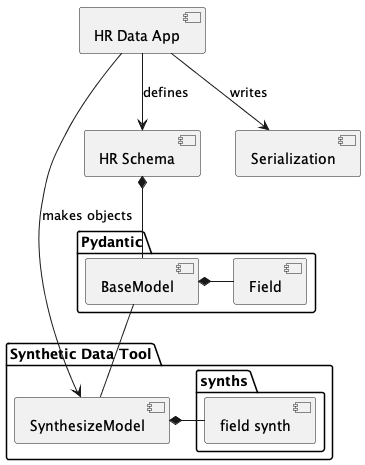 HR Data App
defines
writes
HR Schema
Serialization
makes objects
Pydantic
BaseModel
Field
Synthetic Data Tool
synths
SynthesizeModel
field synth